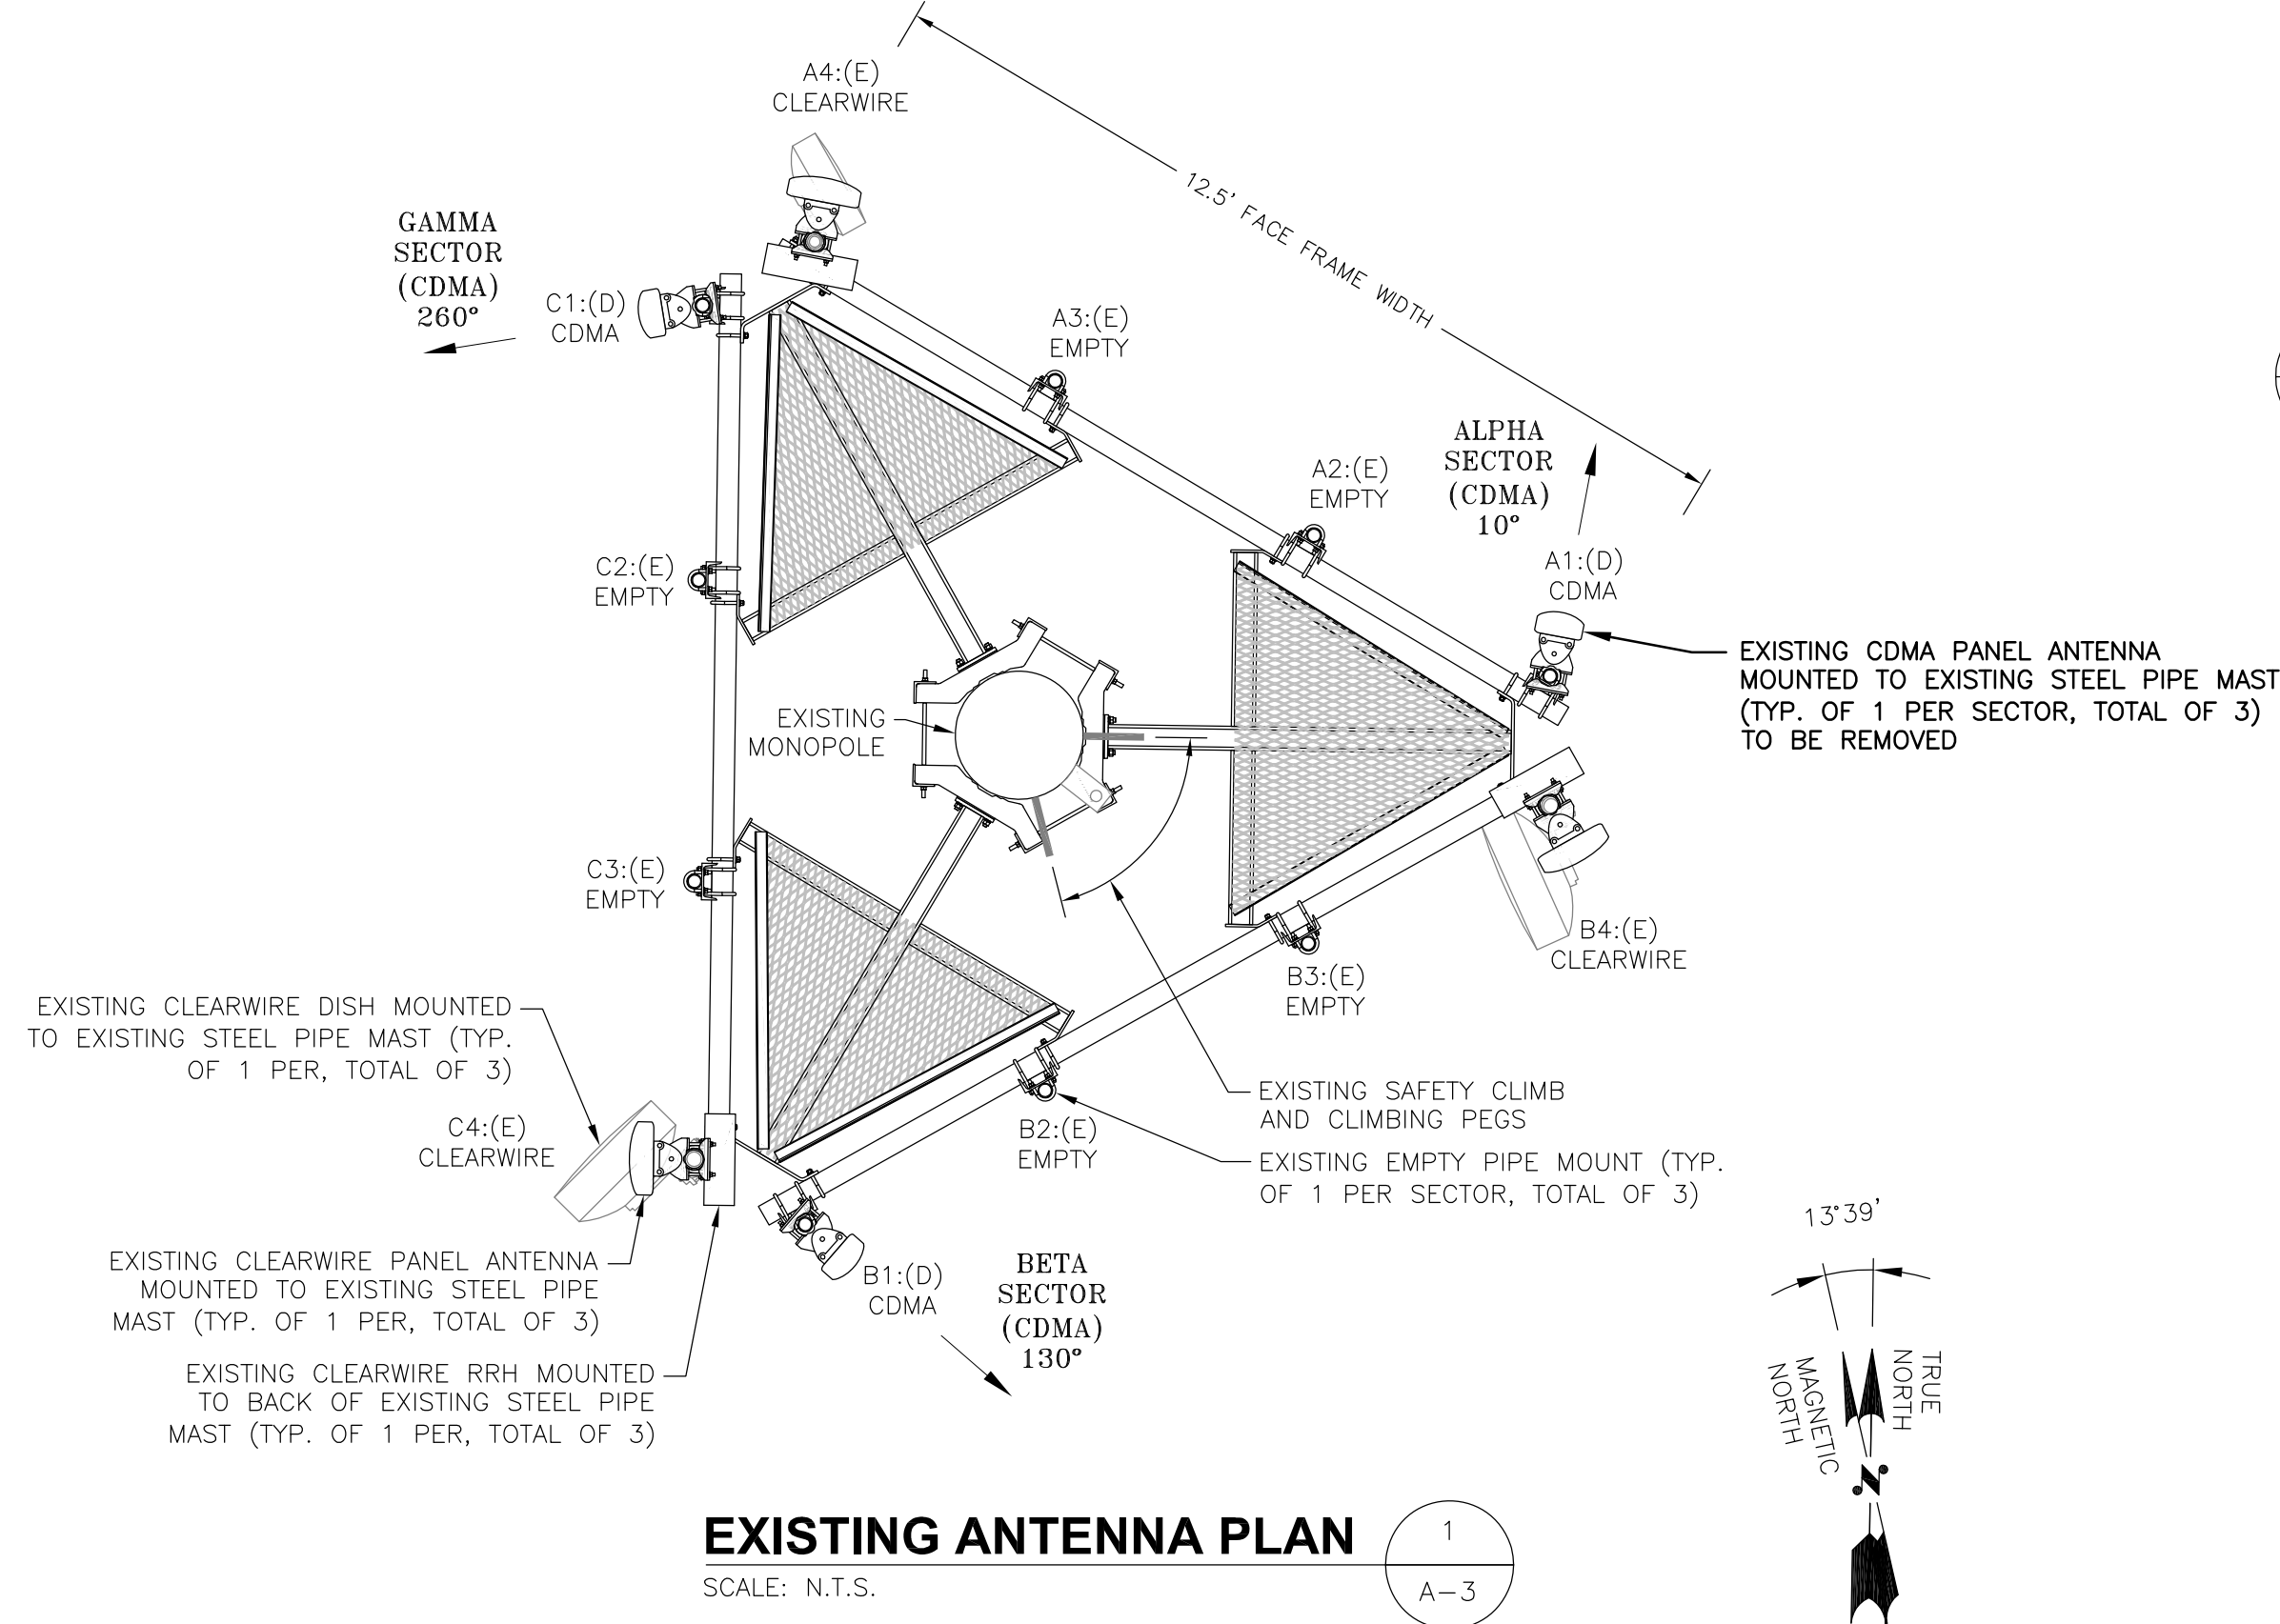 A4:(E)
CLEARWIRE
12.5' FACE FRAME WIDTH
GAMMA
SECTOR
(CDMA)
260°
C1:(D)
CDMA
A3:(E)
EMPTY
A2:(E)
EMPTY
ALPHA
SECTOR
(CDMA)
10°
A1:(D)
CDMA
C2:(E)
EMPTY
EXISTING CDMA PANEL ANTENNA
MOUNTED TO EXISTING STEEL PIPE MAST
(TYP. OF 1 PER SECTOR, TOTAL OF 3)
TO BE REMOVED
EXISTING
MONOPOLE
C3:(E)
EMPTY
B4:(E)
CLEARWIRE
B3:(E)
EMPTY
EXISTING CLEARWIRE DISH MOUNTED
TO EXISTING STEEL PIPE MAST (TYP.
OF 1 PER, TOTAL OF 3)
EXISTING SAFETY CLIMB
AND CLIMBING PEGS
C4:(E)
CLEARWIRE
B2:(E)
EMPTY
EXISTING EMPTY PIPE MOUNT (TYP.
OF 1 PER SECTOR, TOTAL OF 3)
EXISTING CLEARWIRE PANEL ANTENNA
MOUNTED TO EXISTING STEEL PIPE
MAST (TYP. OF 1 PER, TOTAL OF 3)
B1:(D)
CDMA
BETA
SECTOR
(CDMA)
130°
EXISTING CLEARWIRE RRH MOUNTED
TO BACK OF EXISTING STEEL PIPE
MAST (TYP. OF 1 PER, TOTAL OF 3)
13°39'
TRUE
NORTH
MAGNETIC
NORTH
N
EXISTING ANTENNA PLAN
SCALE: N.T.S.
1
A-3